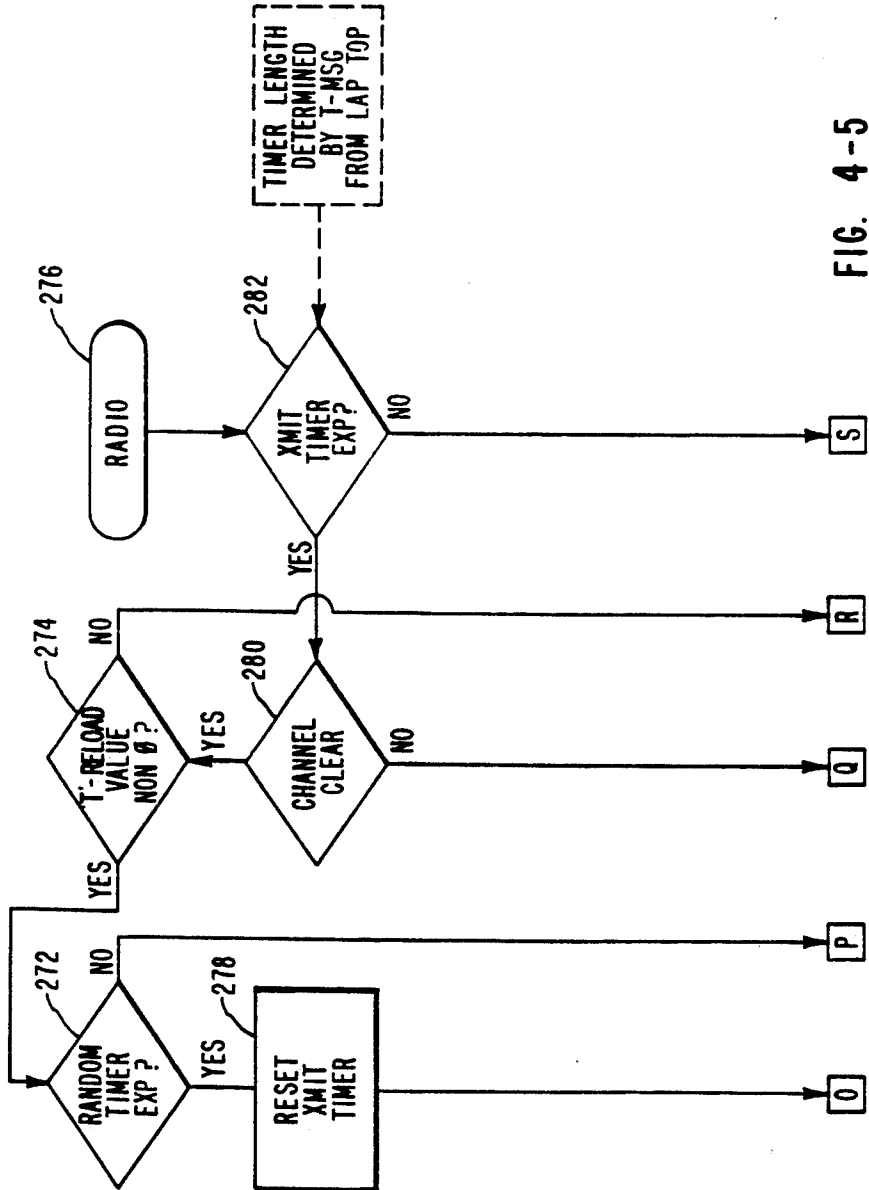 RADIO
276
TIMER LENGTH
DETERMINED
BY T-MSG
FROM LAP TOP
XMIT
TIMER
EXP?
282
YES
NO
CHANNEL
CLEAR
280
YES
NO
'T'-RELOAD
VALUE
NON Ø?
274
YES
NO
RANDOM
TIMER
EXP?
272
NO
YES
RESET
XMIT
TIMER
278
O
P
Q
R
S
FIG. 4-5